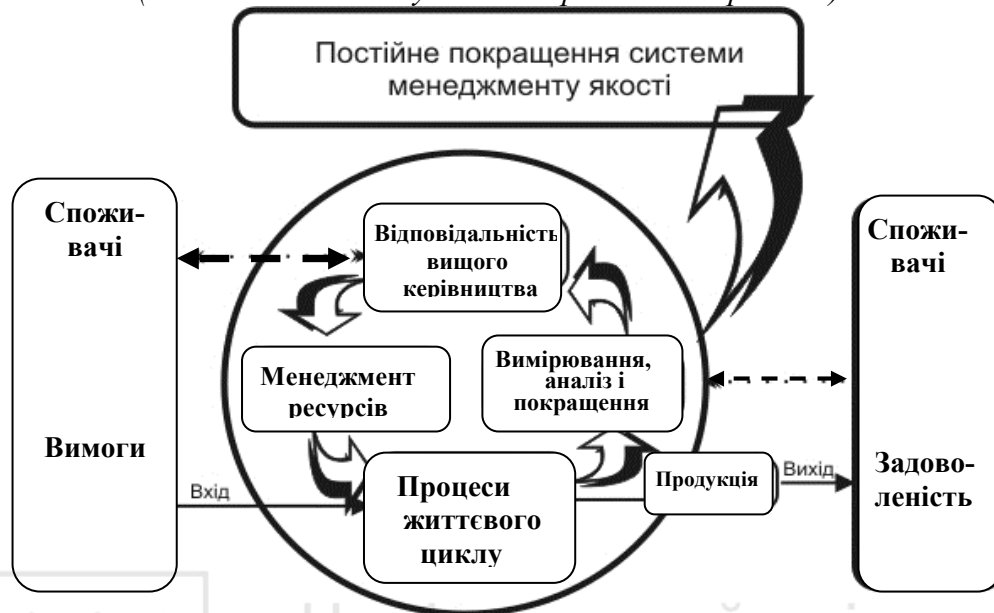 Постійне покращення системи
менеджменту якості
Спожи-
вачі
Вимоги
Відповідальність
вищого
керівництва
Менеджмент
ресурсів
Вимірювання,
аналіз і
покращення
Процеси
життєвого
циклу
Вхід
Продукція
Вихід
Спожи-
вачі
Задово-
леність